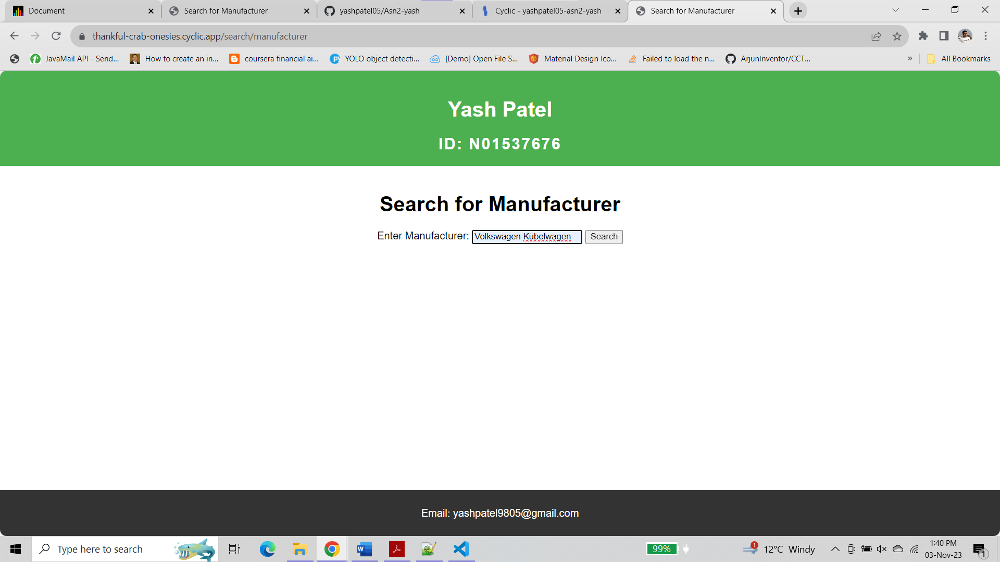 Document
Search for Manufacturer
yashpatel05/Asn2-yash
Cyclic - yashpatel05-asn2-yash
Search for Manufacturer
thankful-crab-onesies.cyclic.app/search/manufacturer
JavaMail API - Send...
How to create an in...
coursera financial ai...
YOLO object detecti...
[Demo] Open File S...
Material Design Ico...
Failed to load the n...
ArjunInventor/CCT...
»
All Bookmarks
Yash Patel
ID: N01537676
Search for Manufacturer
Enter Manufacturer: Volkswagen Kübelwagen Search
Email: yashpatel9805@gmail.com
Type here to search
99%
1
12°C Windy
1:40 PM
03-Nov-23
1